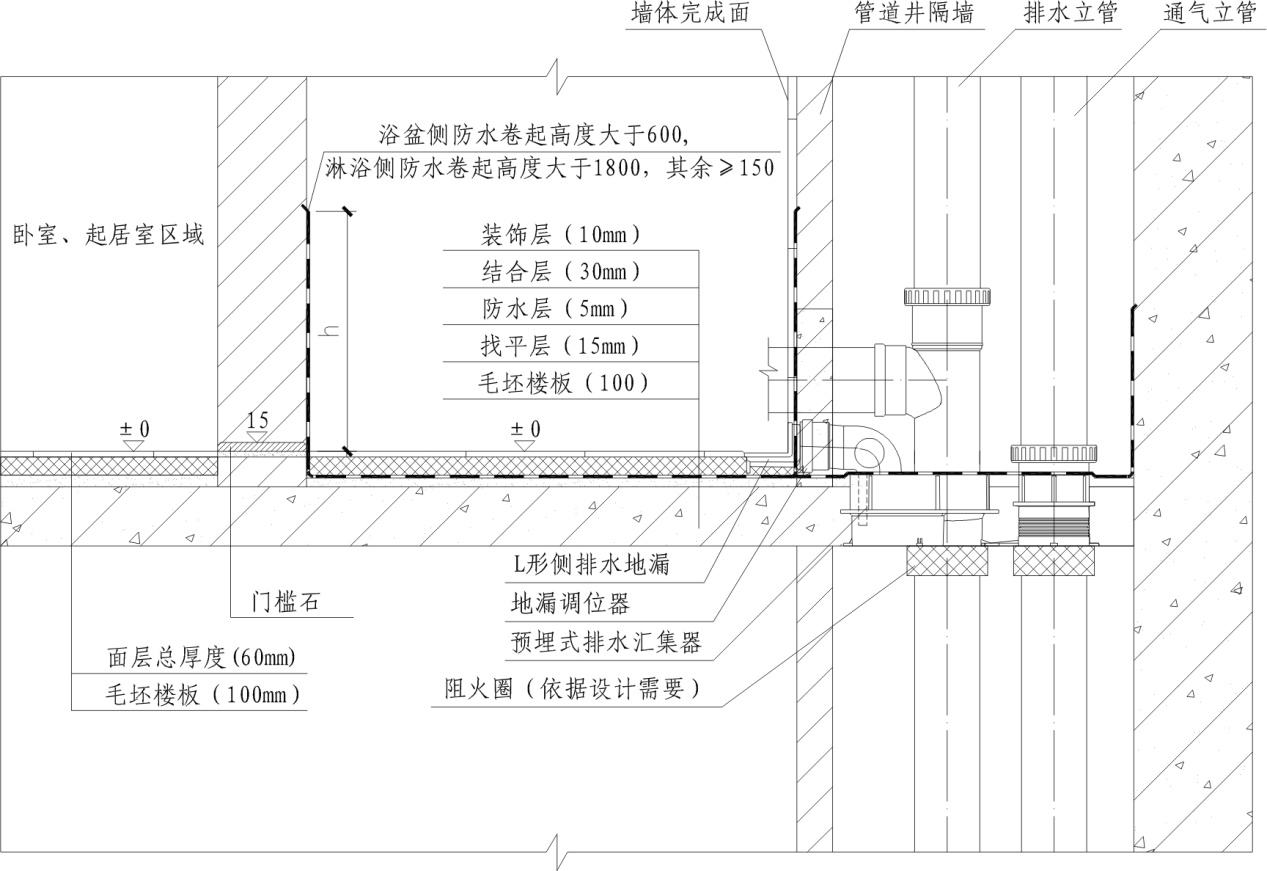 墙体完成面
管道井隔墙
排水立管
通气立管
浴盆侧防水卷起高度大于600,
淋浴侧防水卷起高度大于1800, 其余≥150
卧室、起居室区域
装饰层（10mm）
结合层（30mm）
防水层（5mm）
找平层（15mm）
毛坯楼板（100）
h
±0
15
±0
L形侧排水地漏
地漏调位器
预埋式排水汇集器
阻火圈（依据设计需要）
门槛石
面层总厚度(60mm)
毛坯楼板（100mm）